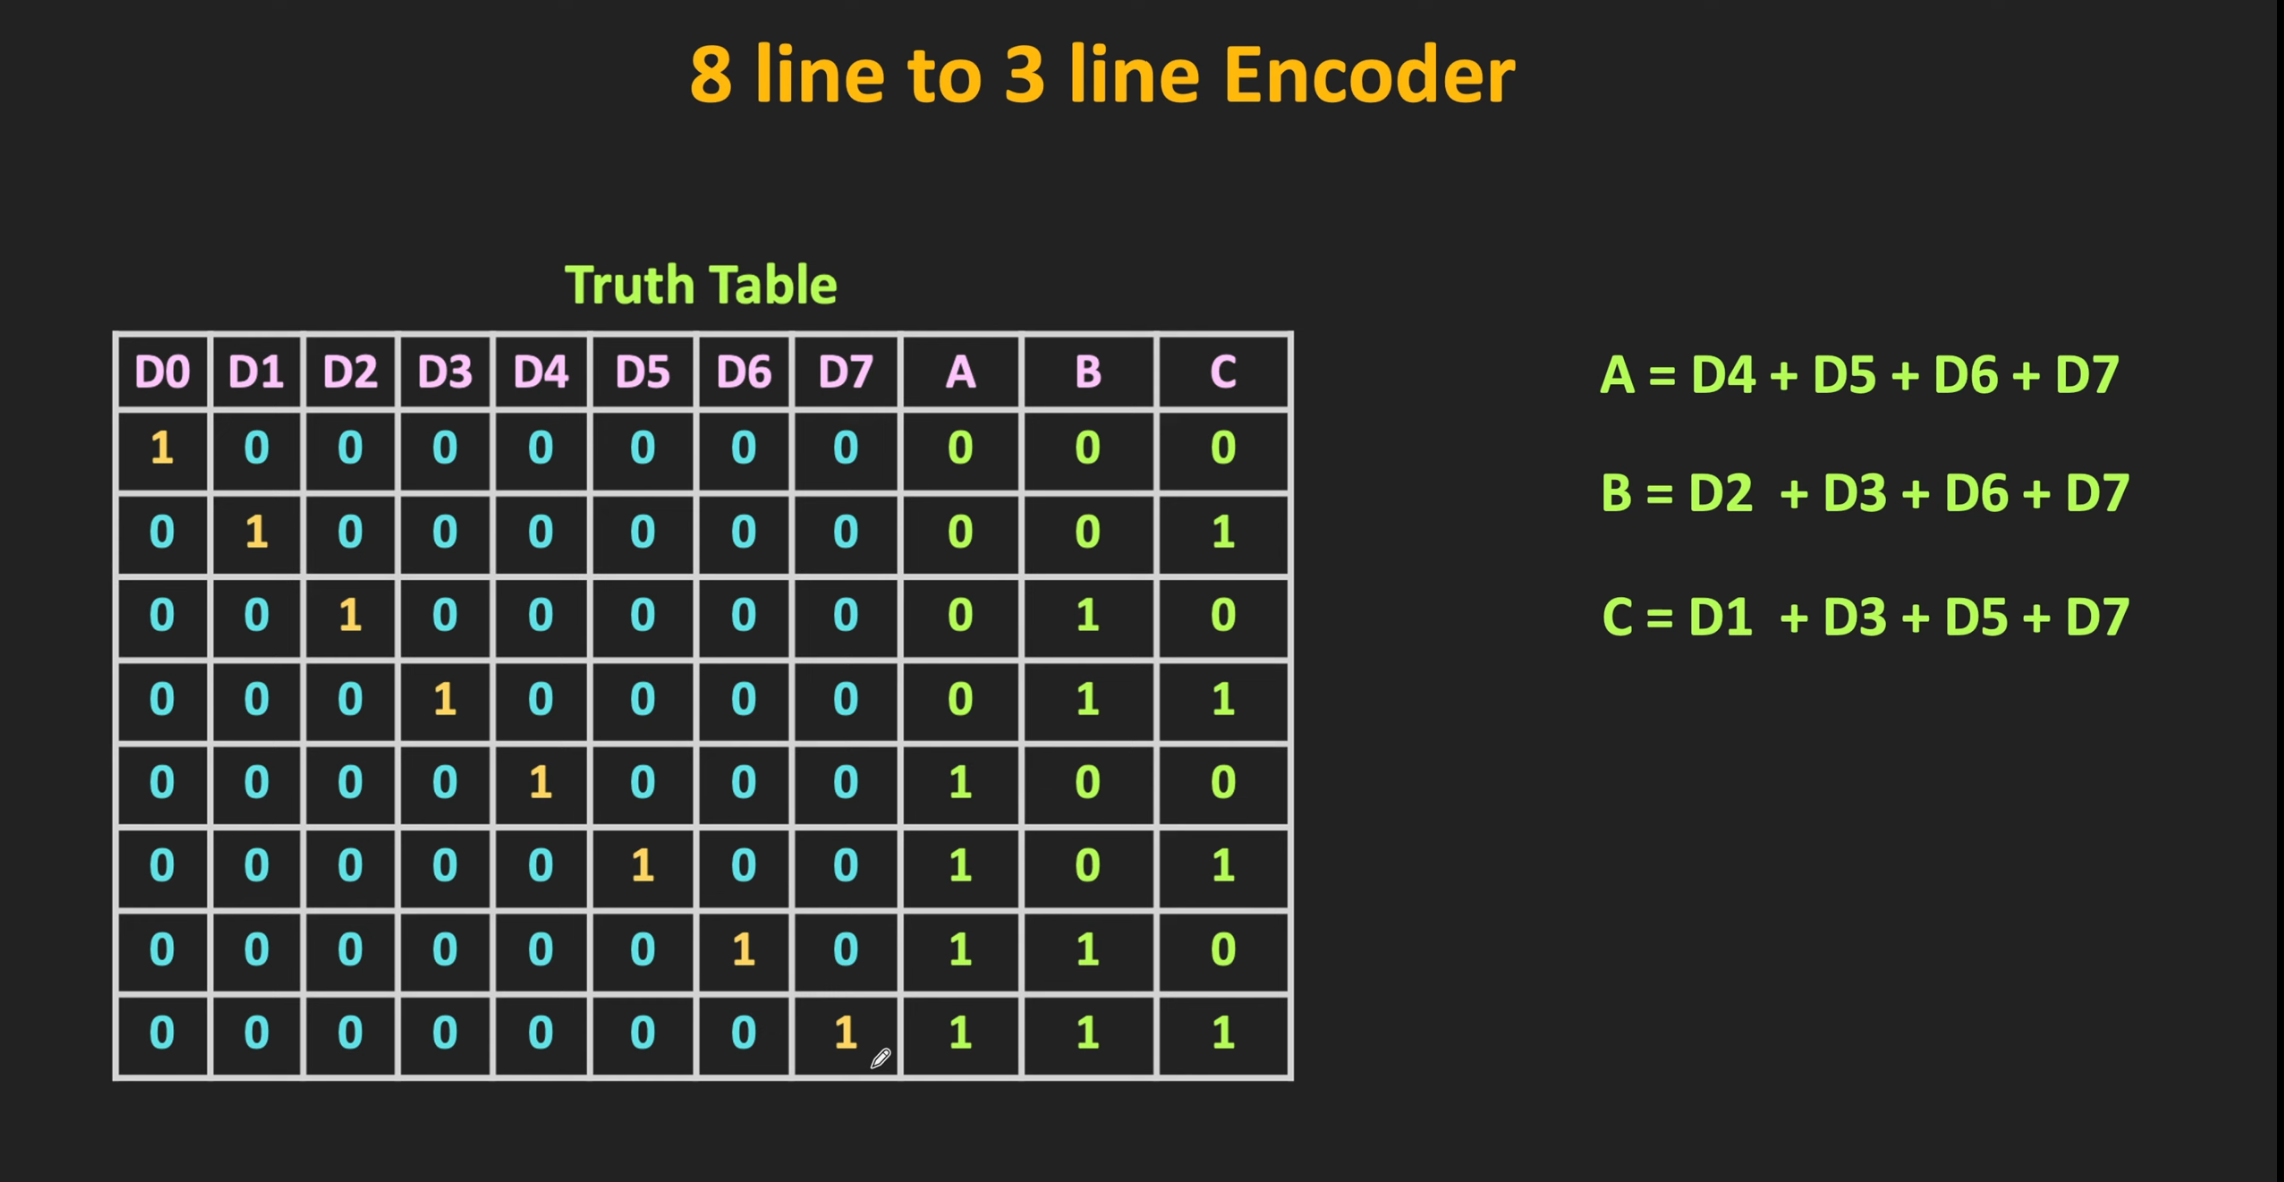 8 line to 3 line Encoder
Truth Table
D0 D1 D2 D3 D4 D5 D6 D7 A B C
1 0 0 0 0 0 0 0 0 0 0
0 1 0 0 0 0 0 0 0 0 1
0 0 1 0 0 0 0 0 0 1 0
0 0 0 1 0 0 0 0 0 1 1
0 0 0 0 1 0 0 0 1 0 0
0 0 0 0 0 1 0 0 1 0 1
0 0 0 0 0 0 1 0 1 1 0
0 0 0 0 0 0 0 1 1 1 1
A = D4 + D5 + D6 + D7
B = D2 + D3 + D6 + D7
C = D1 + D3 + D5 + D7